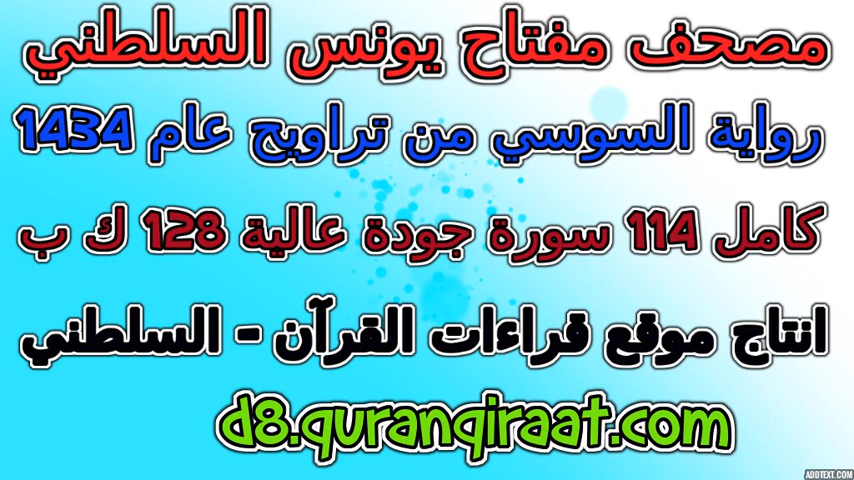 مصحف مفتاح يونس السلطني
رواية السوسي من تراويح عام 1434
كامل 114 سورة جودة عالية 128 ك ب
انتاج موقع قراءات القرآن - السلطني
d8.quranqiraat.com
ADDTEXT.COM